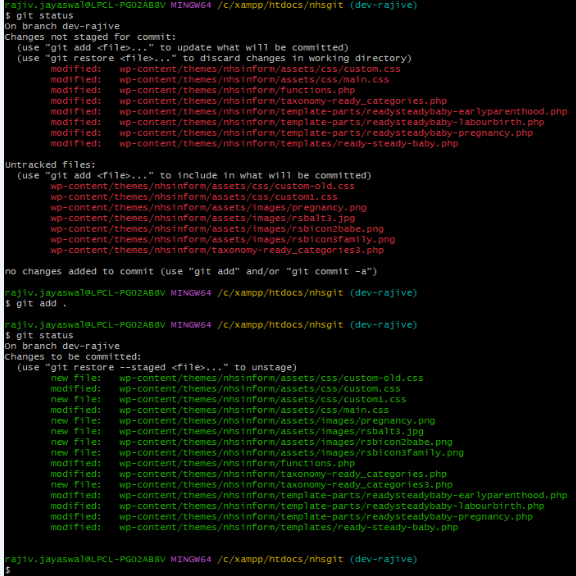 rajiv.jayaswal@LPCL-PG02AB8V MINGW64 /c/xampp/htdocs/nhsgit (dev-rajive)
$ git status
On branch dev-rajive
Changes not staged for commit:
  (use "git add <file>..." to update what will be committed)
  (use "git restore <file>..." to discard changes in working directory)
        modified:   wp-content/themes/nhsinform/assets/css/custom.css
        modified:   wp-content/themes/nhsinform/assets/css/main.css
        modified:   wp-content/themes/nhsinform/functions.php
        modified:   wp-content/themes/nhsinform/taxonomy-ready_categories.php
        modified:   wp-content/themes/nhsinform/template-parts/readysteadybaby-earlyparenthood.php
        modified:   wp-content/themes/nhsinform/template-parts/readysteadybaby-labourbirth.php
        modified:   wp-content/themes/nhsinform/template-parts/readysteadybaby-pregnancy.php
        modified:   wp-content/themes/nhsinform/templates/ready-steady-baby.php
Untracked files:
  (use "git add <file>..." to include in what will be committed)
        wp-content/themes/nhsinform/assets/css/custom-old.css
        wp-content/themes/nhsinform/assets/css/custom1.css
        wp-content/themes/nhsinform/assets/images/pregnancy.png
        wp-content/themes/nhsinform/assets/images/rsbalt3.jpg
        wp-content/themes/nhsinform/assets/images/rsbicon2babe.png
        wp-content/themes/nhsinform/assets/images/rsbicon3family.png
        wp-content/themes/nhsinform/taxonomy-ready_categories3.php
no changes added to commit (use "git add" and/or "git commit -a")
rajiv.jayaswal@LPCL-PG02AB8V MINGW64 /c/xampp/htdocs/nhsgit (dev-rajive)
$ git add .
rajiv.jayaswal@LPCL-PG02AB8V MINGW64 /c/xampp/htdocs/nhsgit (dev-rajive)
$ git status
On branch dev-rajive
Changes to be committed:
  (use "git restore --staged <file>..." to unstage)
        new file:   wp-content/themes/nhsinform/assets/css/custom-old.css
        modified:   wp-content/themes/nhsinform/assets/css/custom.css
        new file:   wp-content/themes/nhsinform/assets/css/custom1.css
        modified:   wp-content/themes/nhsinform/assets/css/main.css
        new file:   wp-content/themes/nhsinform/assets/images/pregnancy.png
        new file:   wp-content/themes/nhsinform/assets/images/rsbalt3.jpg
        new file:   wp-content/themes/nhsinform/assets/images/rsbicon2babe.png
        new file:   wp-content/themes/nhsinform/assets/images/rsbicon3family.png
        modified:   wp-content/themes/nhsinform/functions.php
        modified:   wp-content/themes/nhsinform/taxonomy-ready_categories.php
        new file:   wp-content/themes/nhsinform/taxonomy-ready_categories3.php
        modified:   wp-content/themes/nhsinform/template-parts/readysteadybaby-earlyparenthood.php
        modified:   wp-content/themes/nhsinform/template-parts/readysteadybaby-labourbirth.php
        modified:   wp-content/themes/nhsinform/template-parts/readysteadybaby-pregnancy.php
        modified:   wp-content/themes/nhsinform/templates/ready-steady-baby.php
rajiv.jayaswal@LPCL-PG02AB8V MINGW64 /c/xampp/htdocs/nhsgit (dev-rajive)
$